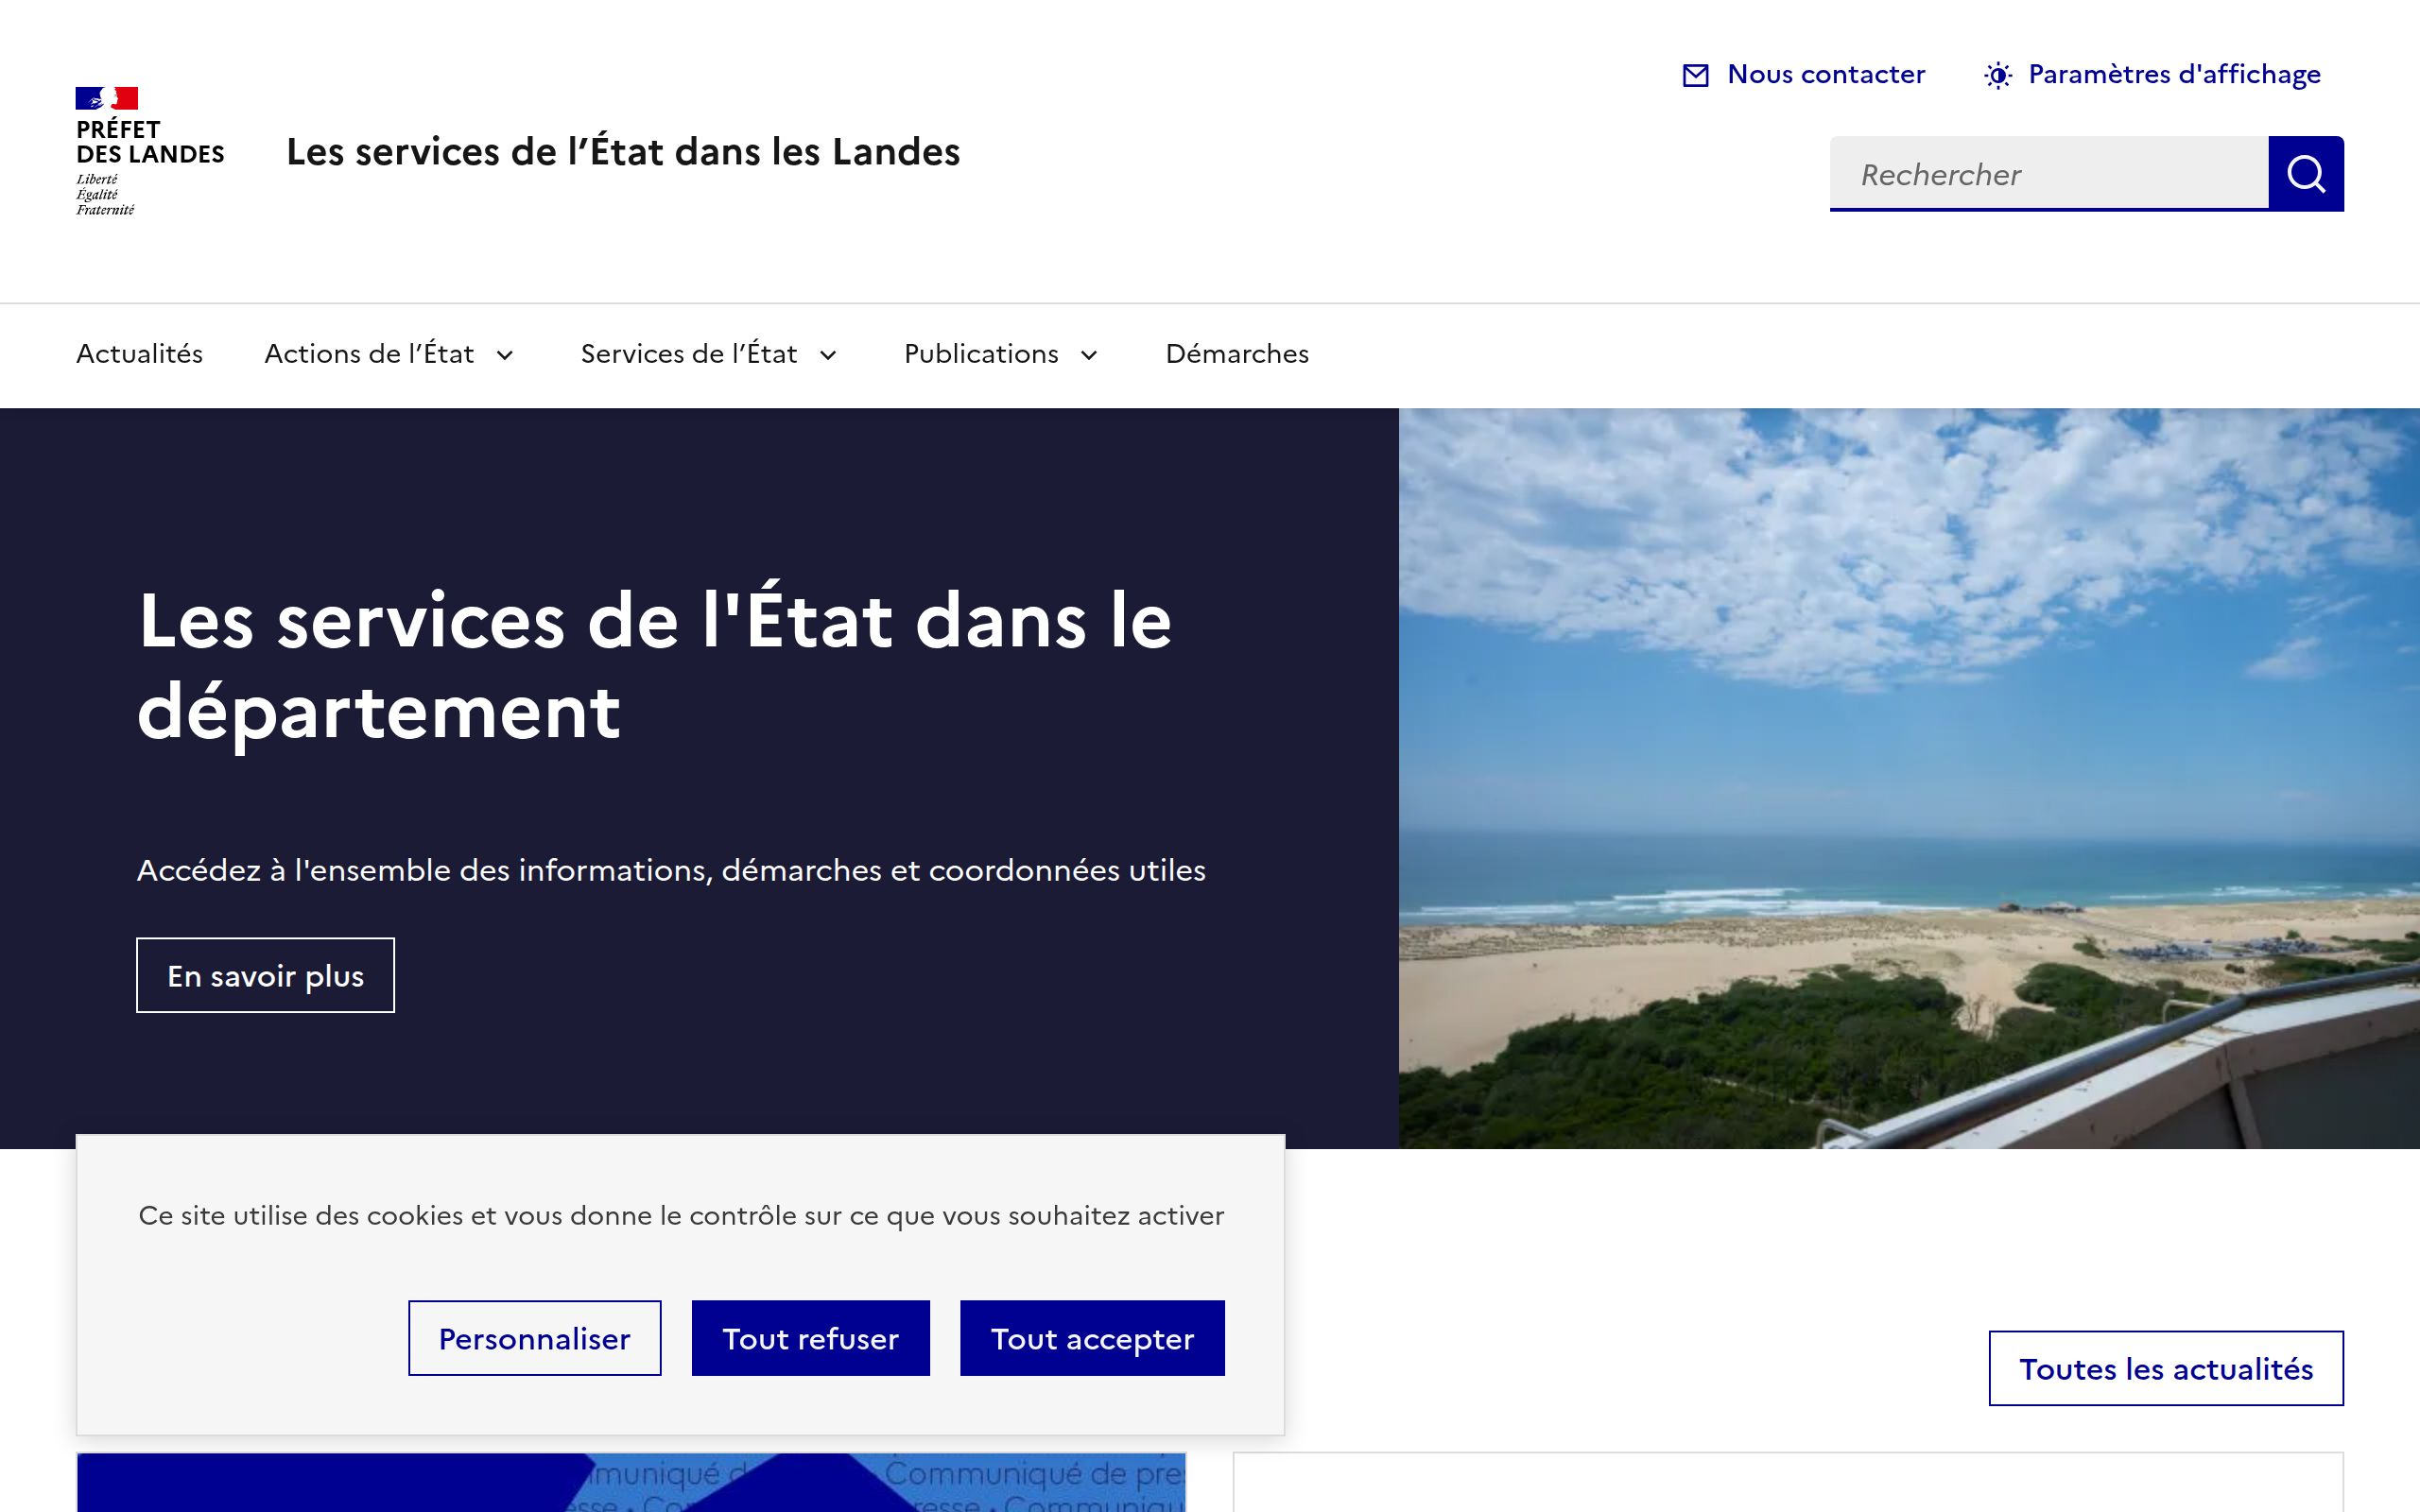 Nous contacter
Paramètres d'affichage
PRÉFET
DES LANDES
Liberté
Égalité
Fraternité
Les services de l’État dans les Landes
Rechercher
Actualités
Actions de l’État
Services de l’État
Publications
Démarches
Les services de l'État dans le
département
Accédez à l'ensemble des informations, démarches et coordonnées utiles
En savoir plus
Ce site utilise des cookies et vous donne le contrôle sur ce que vous souhaitez activer
Personnaliser
Tout refuser
Tout accepter
Toutes les actualités
Communiqué de